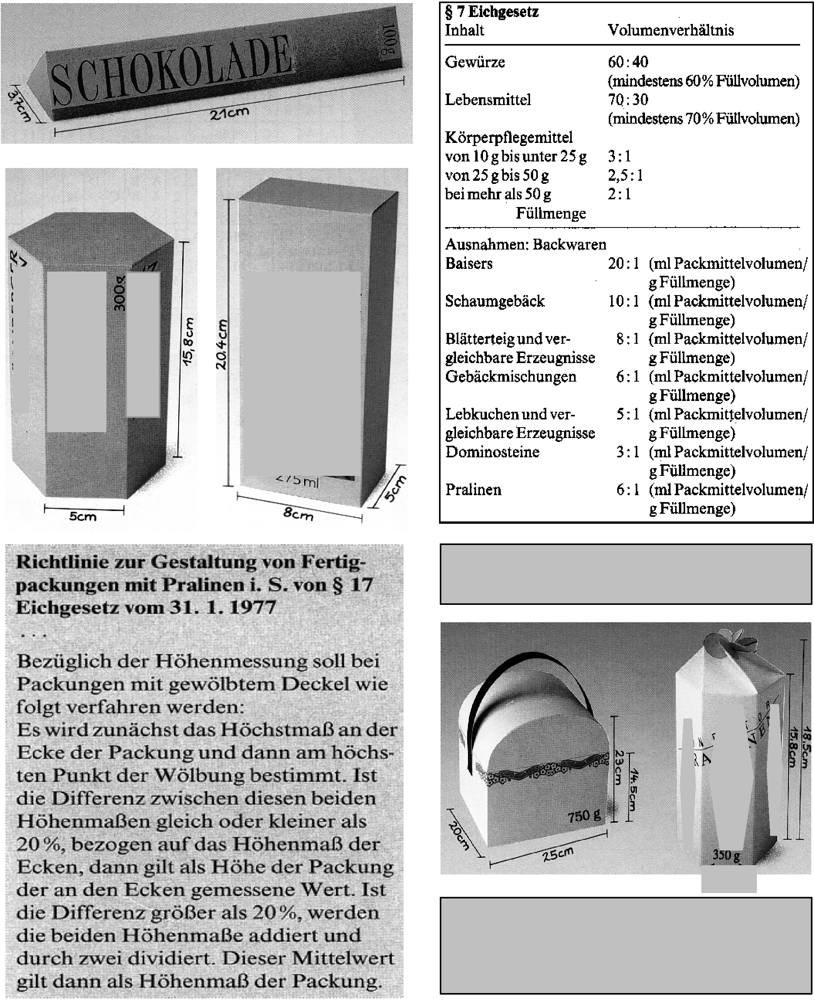 SCHOKOLADE
100g
3,7cm
21cm
300g
15,8cm
5cm
20,4cm
275ml
8cm
5cm
§ 7 Eichgesetz
Inhalt Volumenverhältnis
Gewürze 60:40
(mindestens 60% Füllvolumen)
Lebensmittel 70:30
(mindestens 70% Füllvolumen)
Körperpflegemittel
von 10 g bis unter 25 g 3:1
von 25 g bis 50 g 2,5:1
bei mehr als 50 g 2:1
Füllmenge
Ausnahmen: Backwaren
Baisers 20:1 (ml Packmittelvolumen/
g Füllmenge)
Schaumgebäck 10:1 (ml Packmittelvolumen/
g Füllmenge)
Blätterteig und ver- 8:1 (ml Packmittelvolumen/
gleichbare Erzeugnisse g Füllmenge)
Gebäckmischungen 6:1 (ml Packmittelvolumen/
g Füllmenge)
Lebkuchen und ver- 5:1 (ml Packmittelvolumen/
gleichbare Erzeugnisse g Füllmenge)
Dominosteine 3:1 (ml Packmittelvolumen/
g Füllmenge)
Pralinen 6:1 (ml Packmittelvolumen/
g Füllmenge)
Richtlinie zur Gestaltung von Fertig-
packungen mit Pralinen i. S. von § 17
Eichgesetz vom 31. 1. 1977
...
Bezüglich der Höhenmessung soll bei
Packungen mit gewölbtem Deckel wie
folgt verfahren werden:
Es wird zunächst das Höchstmaß an der
Ecke der Packung und dann am höchs-
ten Punkt der Wölbung bestimmt. Ist
die Differenz zwischen diesen beiden
Höhenmaßen gleich oder kleiner als
20 %, bezogen auf das Höhenmaß der
Ecken, dann gilt als Höhe der Packung
der an den Ecken gemessene Wert. Ist
die Differenz größer als 20 %, werden
die beiden Höhenmaße addiert und
durch zwei dividiert. Dieser Mittelwert
gilt dann als Höhenmaß der Packung.
750 g
20cm
25cm
23cm
14.5cm
350 g
15,8cm
18,5cm